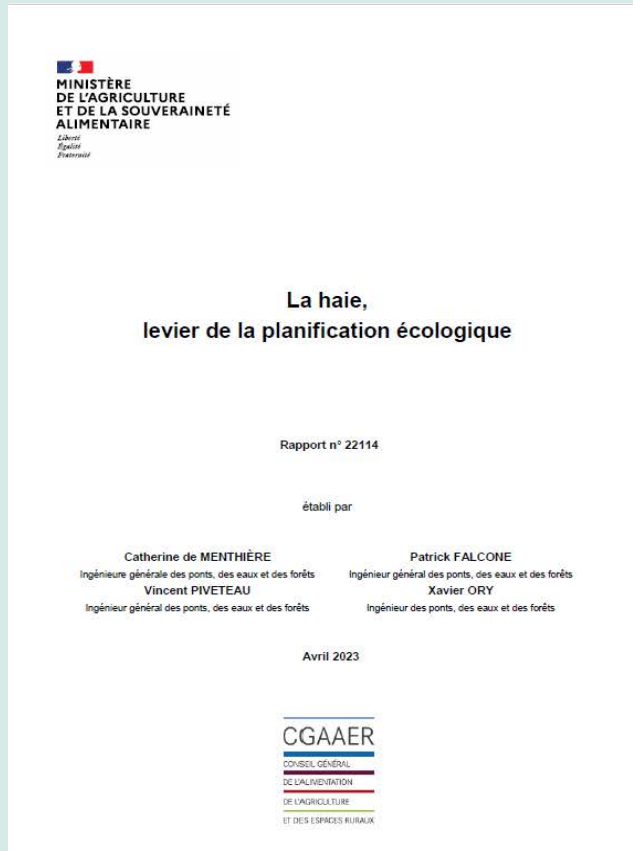 MINISTÈRE
DE L'AGRICULTURE
ET DE LA SOUVERAINETÉ
ALIMENTAIRE
Liberté
Égalité
Fraternité
La haie,
levier de la planification écologique
Rapport n° 22114
établi par
Catherine de MENTHIÈRE
Ingénieure générale des ponts, des eaux et des forêts
Vincent PIVETEAU
Ingénieur général des ponts, des eaux et des forêts
Patrick FALCONE
Ingénieur général des ponts, des eaux et des forêts
Xavier ORY
Ingénieur des ponts, des eaux et des forêts
Avril 2023
CGAAER
CONSEIL GÉNÉRAL
DE L'ALIMENTATION
DE L'AGRICULTURE
ET DES ESPACES RURAUX